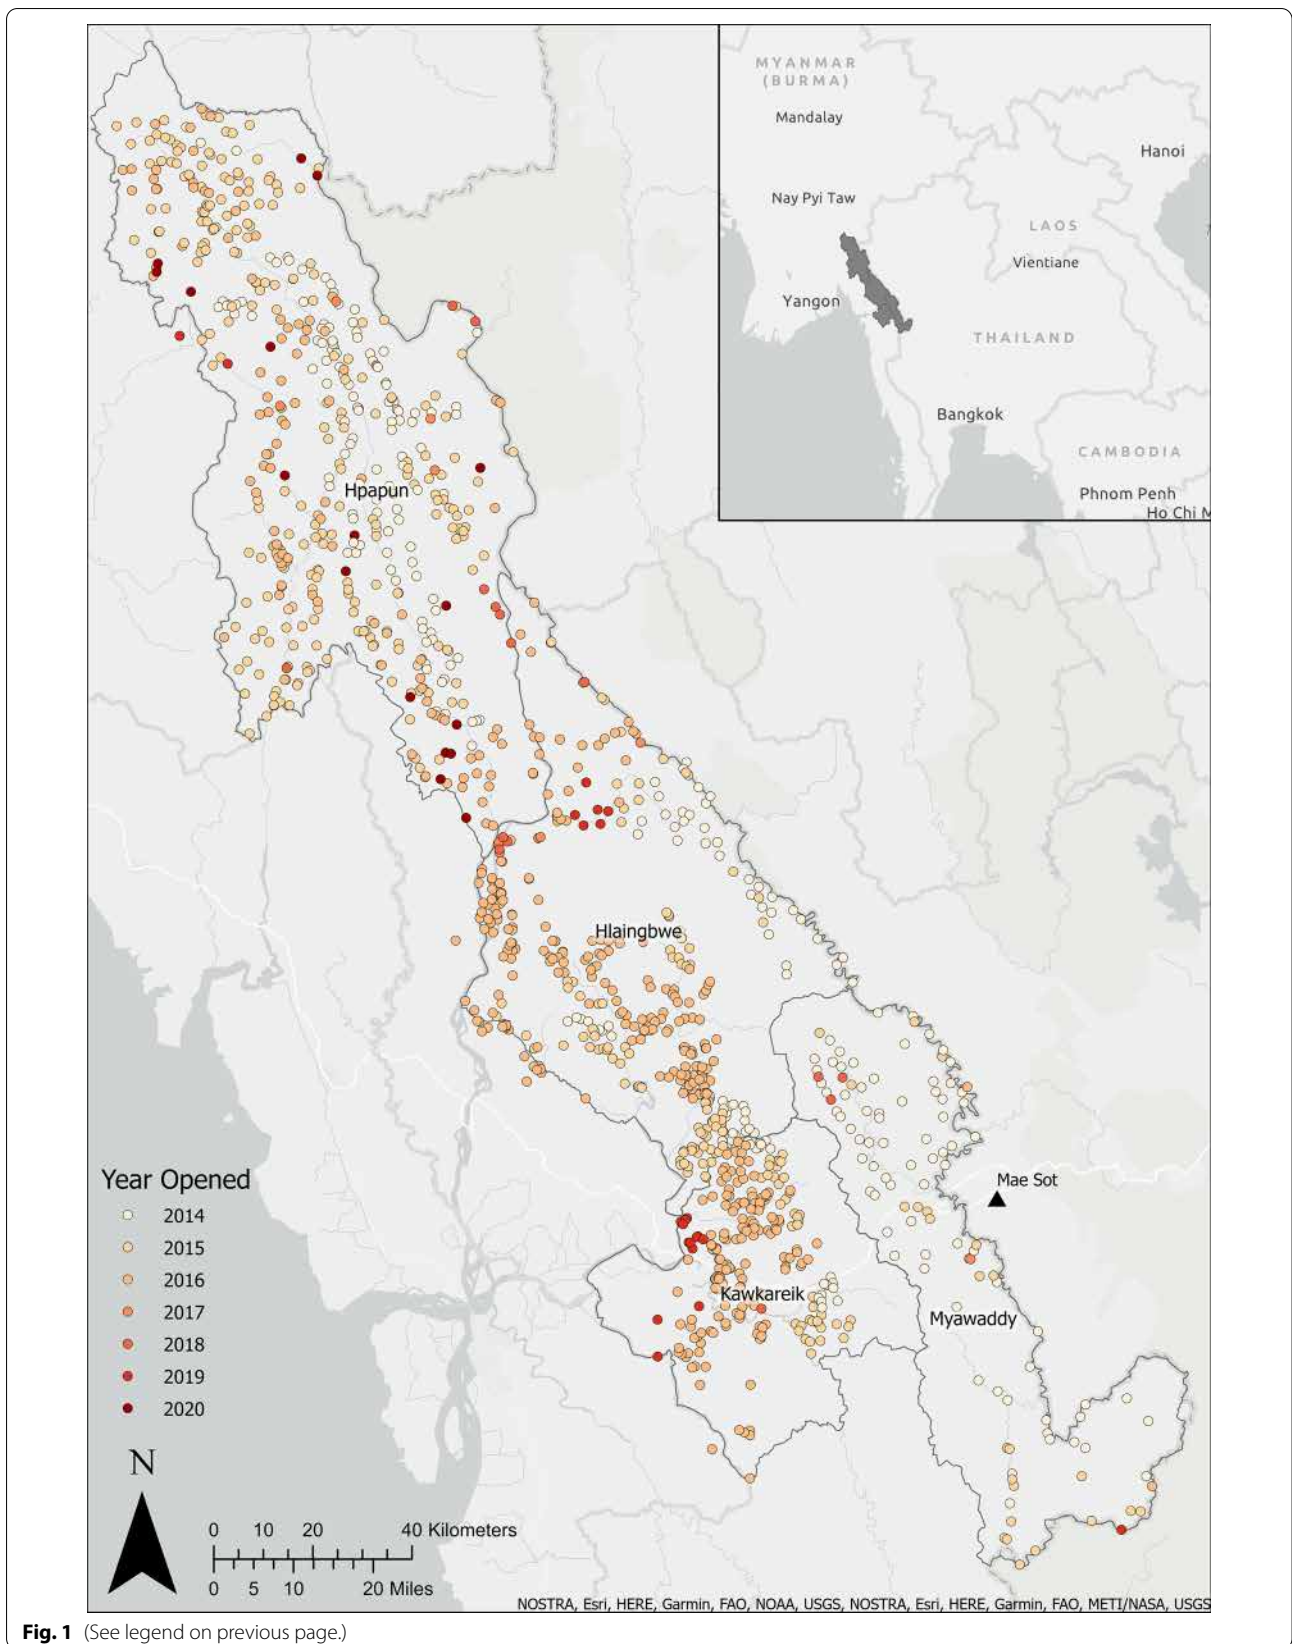 MYANMAR
(BURMA)
Mandalay
Hanoi
Nay Pyi Taw
LAOS
Vientiane
Yangon
THAILAND
Bangkok
CAMBODIA
Phnom Penh
Ho Chi M
Hpapun
Hlaingbwe
Mae Sot
Kawkareik
Myawaddy
Year Opened
2014
2015
2016
2017
2018
2019
2020
N
0 10 20 40 Kilometers
0 5 10 20 Miles
NOSTRA, Esri, HERE, Garmin, FAO, NOAA, USGS, NOSTRA, Esri, HERE, Garmin, FAO, METI/NASA, USGS
Fig. 1 (See legend on previous page.)